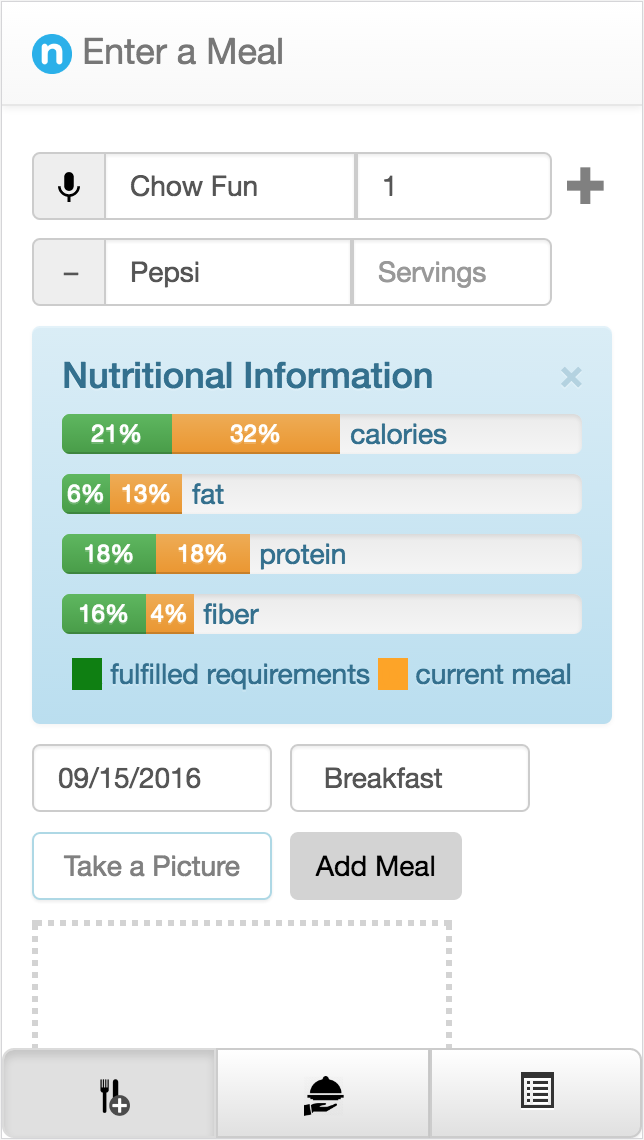 n Enter a Meal
Chow Fun 1
– Pepsi Servings
Nutritional Information ×
21% 32% calories
6% 13% fat
18% 18% protein
16% 4% fiber
fulfilled requirements current meal
09/15/2016 Breakfast
Take a Picture Add Meal